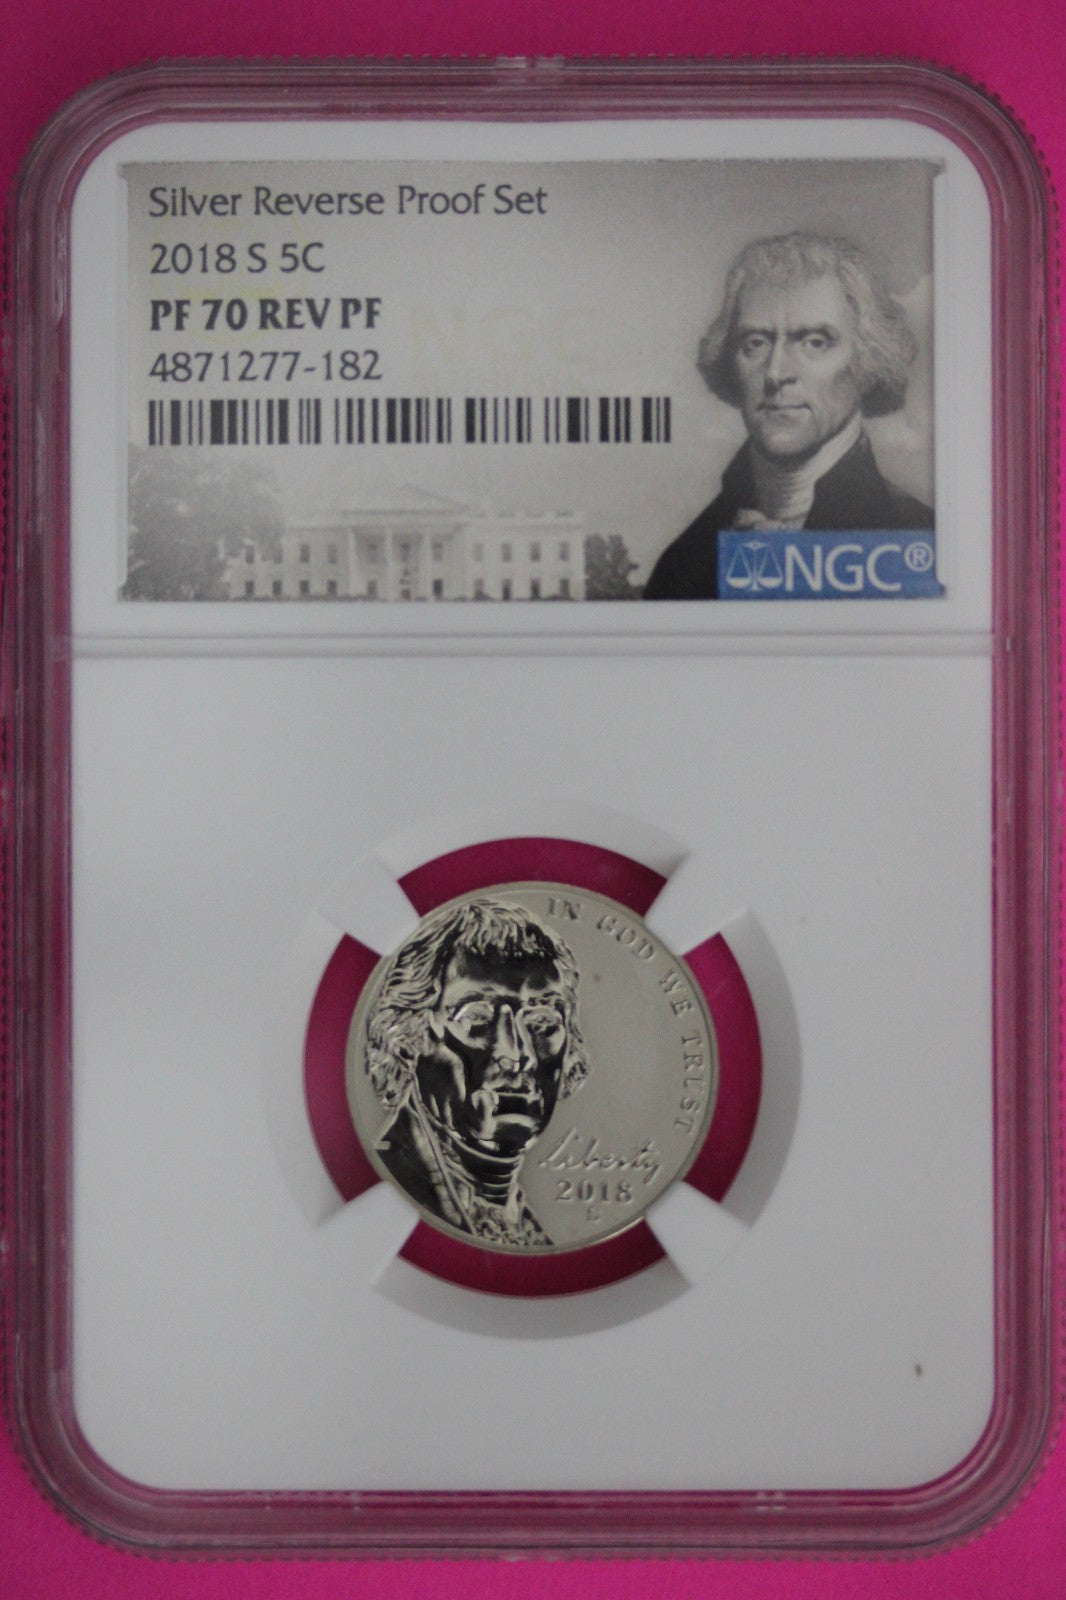 Silver Reverse Proof Set
2018 S 5C
PF 70 REV PF
4871277-182
NGC®
IN GOD WE TRUST
Liberty
2018